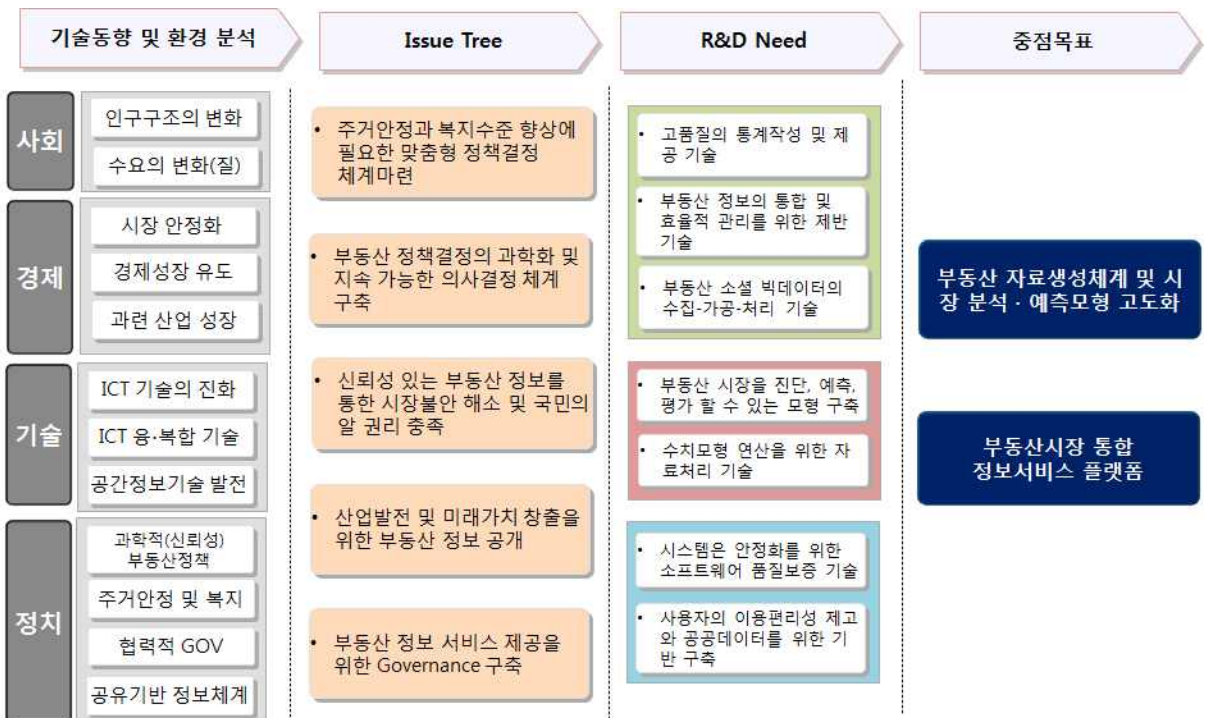 기술동향 및 환경 분석
Issue Tree
R&D Need
중점목표
사회
인구구조의 변화
수요의 변화(질)
경제
시장 안정화
경제성장 유도
과련 산업 성장
기술
ICT 기술의 진화
ICT 융·복합 기술
공간정보기술 발전
정치
과학적(신뢰성)
부동산정책
주거안정 및 복지
협력적 GOV
공유기반 정보체계
• 주거안정과 복지수준 향상에
필요한 맞춤형 정책결정
체계마련
• 부동산 정책결정의 과학화 및
지속 가능한 의사결정 체계
구축
• 신뢰성 있는 부동산 정보를
통한 시장불안 해소 및 국민의
알 권리 충족
• 산업발전 및 미래가치 창출을
위한 부동산 정보 공개
• 부동산 정보 서비스 제공을
위한 Governance 구축
• 고품질의 통계작성 및 제
공 기술
• 부동산 정보의 통합 및
효율적 관리를 위한 제반
기술
• 부동산 소셜 빅데이터의
수집-가공-처리 기술
• 부동산 시장을 진단, 예측,
평가 할 수 있는 모형 구축
• 수치모형 연산을 위한 자
료처리 기술
• 시스템은 안정화를 위한
소프트웨어 품질보증 기술
• 사용자의 이용편리성 제고
와 공공데이터를 위한 기
반 구축
부동산 자료생성체계 및 시
장 분석 · 예측모형 고도화
부동산시장 통합
정보서비스 플랫폼